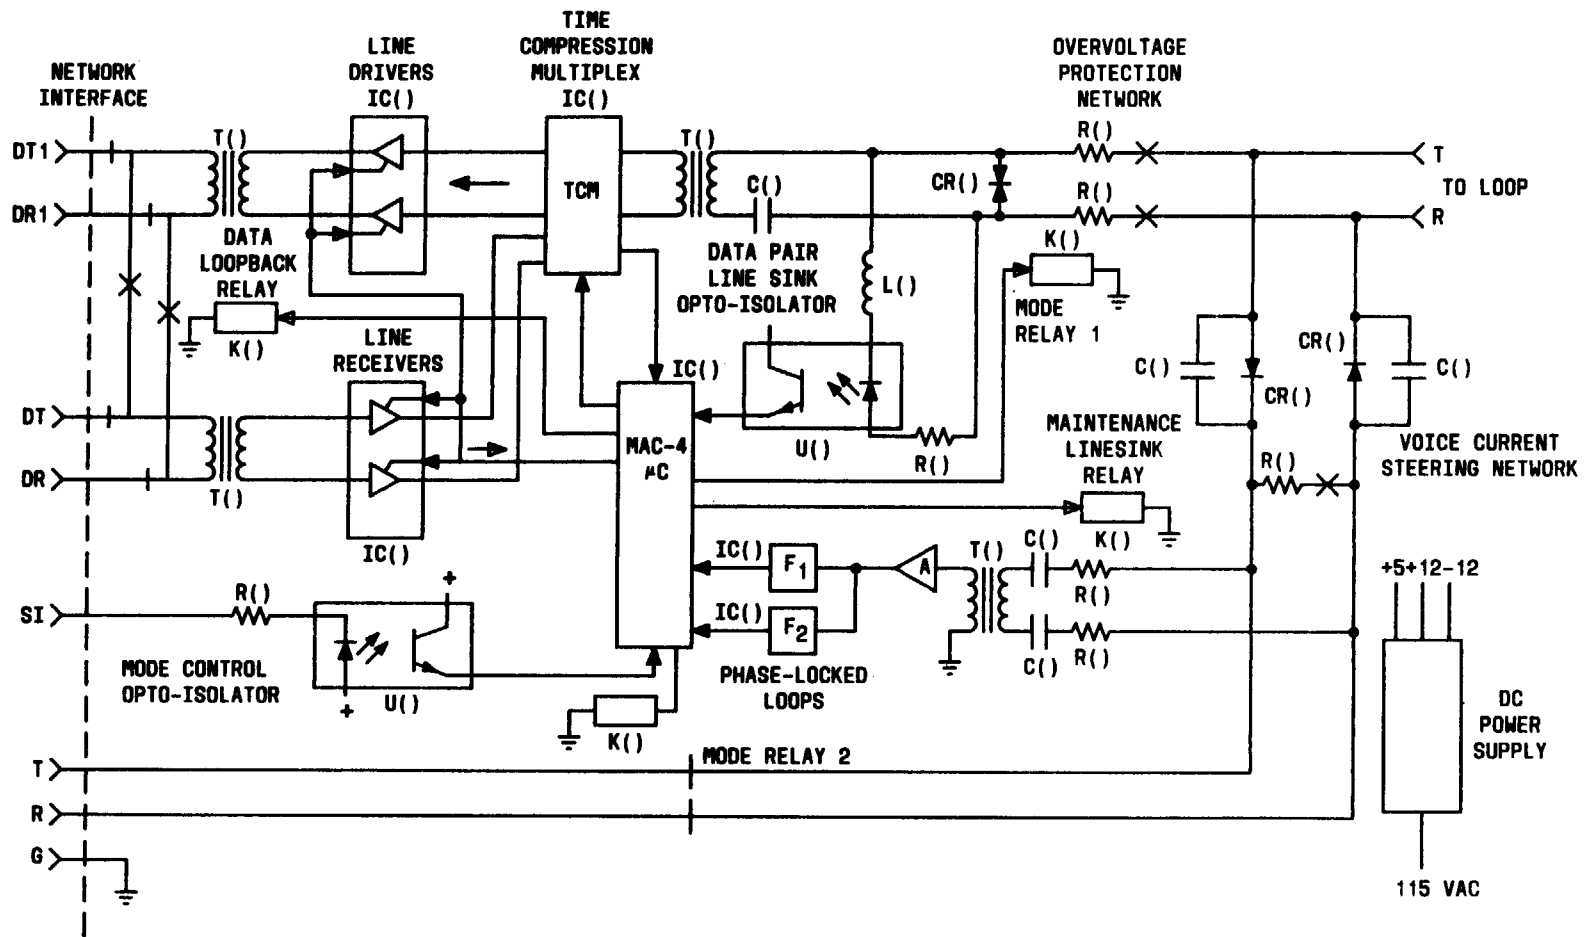 TIME
COMPRESSION
MULTIPLEX
IC()
LINE
DRIVERS
IC()
OVERVOLTAGE
PROTECTION
NETWORK
NETWORK
INTERFACE
DT1
T()
TCM
T()
R()
T
C()
CR()
R()
TO LOOP
DR1
R
DATA
LOOPBACK
RELAY
K()
DATA PAIR
LINE SINK
OPTO-ISOLATOR
L()
K()
MODE
RELAY 1
LINE
RECEIVERS
IC()
C()
CR()
CR()
C()
DT
MAC-4
μC
U()
R()
MAINTENANCE
LINESINK
RELAY
K()
VOICE CURRENT
STEERING NETWORK
R()
DR
T()
IC()
IC()
F1
A
T()
C()
R()
IC()
F2
C()
R()
PHASE-LOCKED
LOOPS
+5+12-12
SI
R()
+
MODE CONTROL
OPTO-ISOLATOR
+
U()
K()
DC
POWER
SUPPLY
T
MODE RELAY 2
R
G
115 VAC